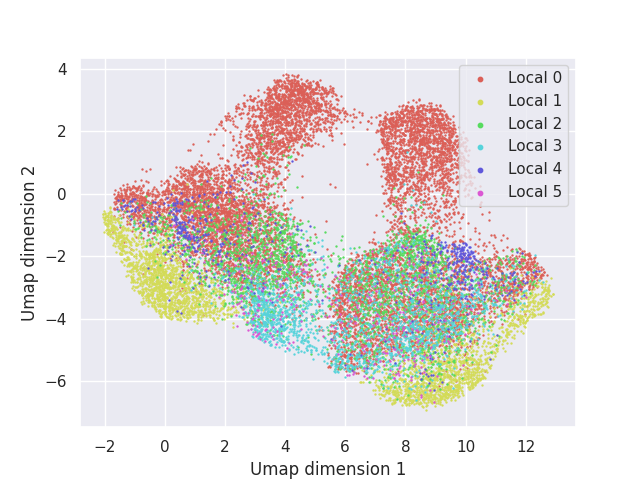 4
2
0
−2
−4
−6
−2
0
2
4
6
8
10
12
Umap dimension 1
Umap dimension 2
Local 0
Local 1
Local 2
Local 3
Local 4
Local 5